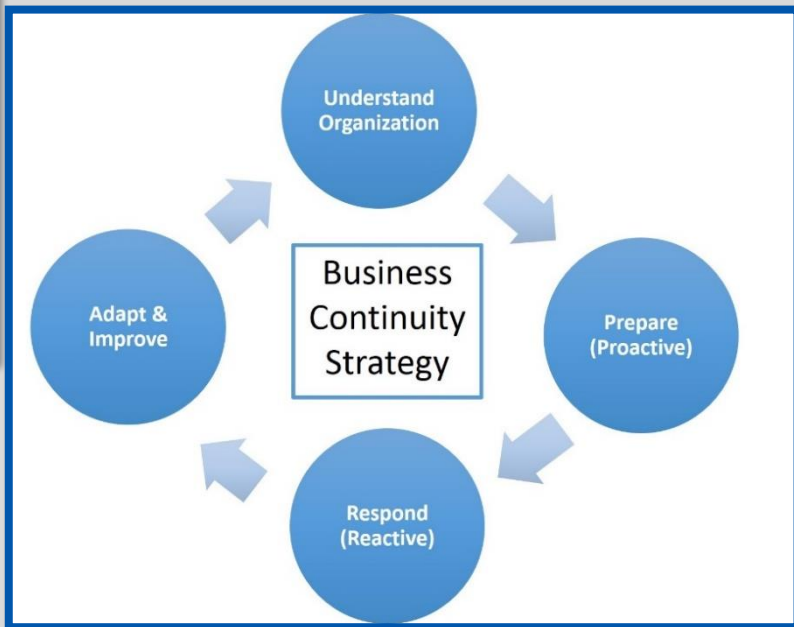 Understand
Organization
Business
Continuity
Strategy
Prepare
(Proactive)
Adapt &
Improve
Respond
(Reactive)